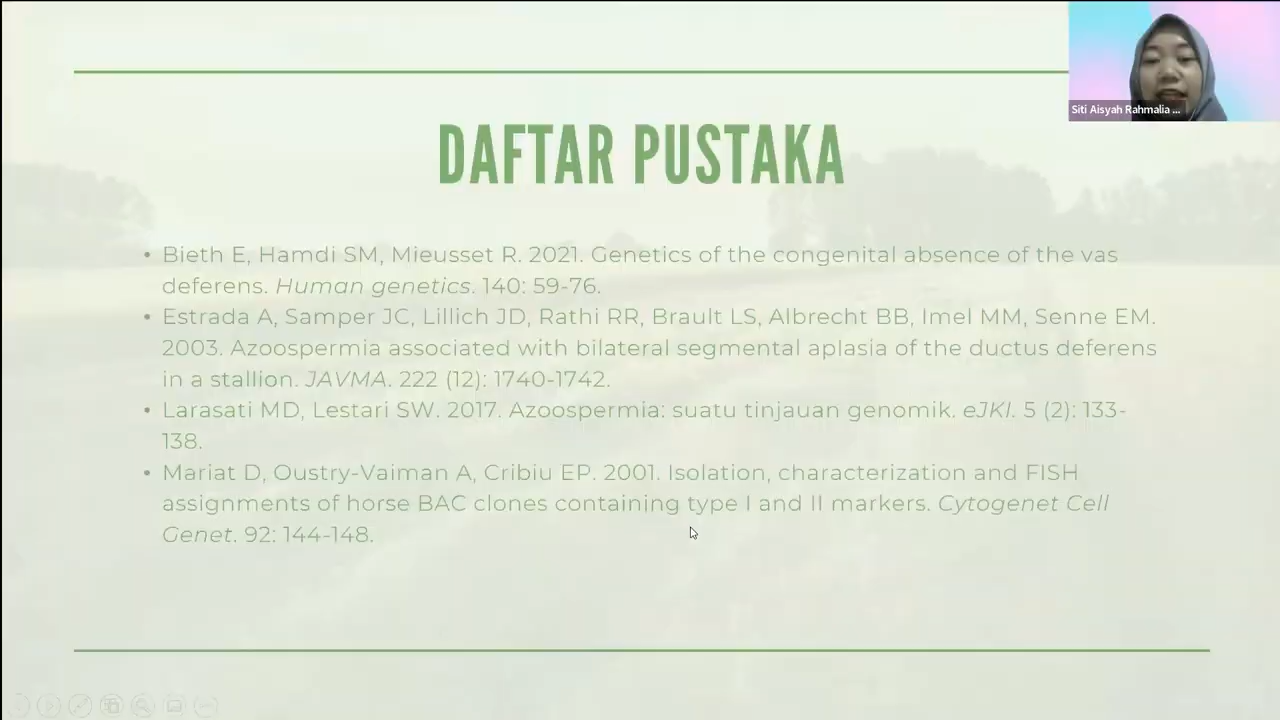 Siti Aisyah Rahmalia ...
DAFTAR PUSTAKA
• Bieth E, Hamdi SM, Mieusset R. 2021. Genetics of the congenital absence of the vas
deferens. Human genetics. 140: 59-76.
• Estrada A, Samper JC, Lillich JD, Rathi RR, Brault LS, Albrecht BB, Imel MM, Senne EM.
2003. Azoospermia associated with bilateral segmental aplasia of the ductus deferens
in a stallion. JAVMA. 222 (12): 1740-1742.
• Larasati MD, Lestari SW. 2017. Azoospermia: suatu tinjauan genomik. eJKI. 5 (2): 133-
138.
• Mariat D, Oustry-Vaiman A, Cribiu EP. 2001. Isolation, characterization and FISH
assignments of horse BAC clones containing type I and II markers. Cytogenet Cell
Genet. 92: 144-148.